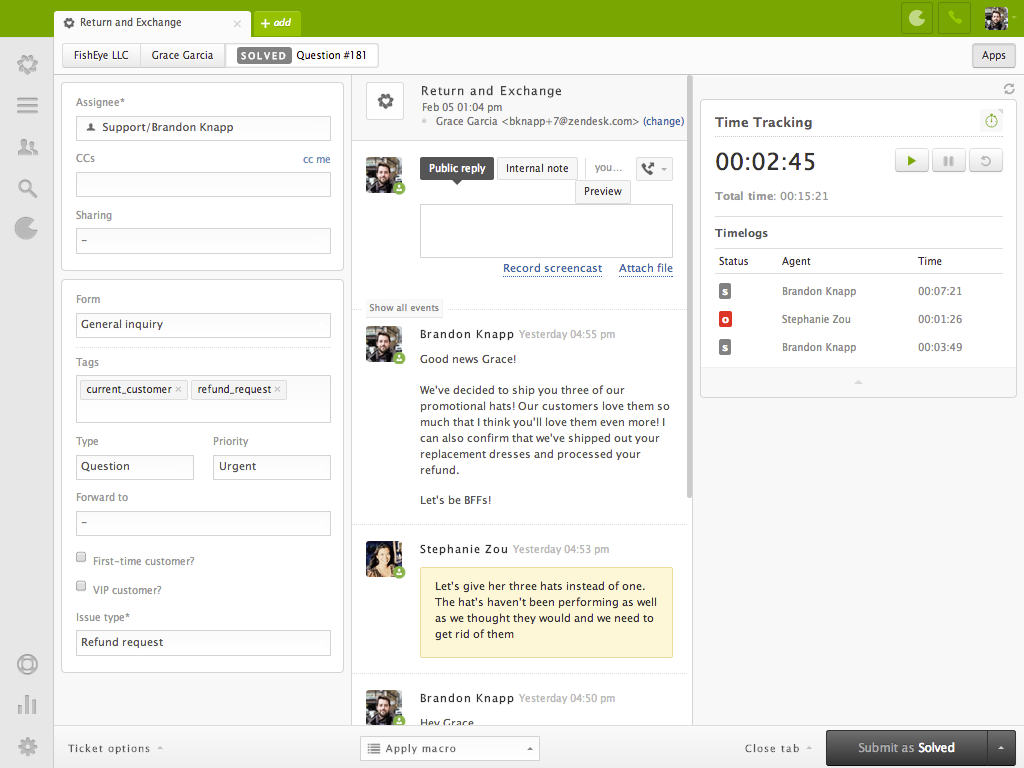 Return and Exchange ×
+ add
FishEye LLC
Grace Garcia
SOLVED Question #181
Apps
Assignee*
Support/Brandon Knapp
CCs
cc me
Sharing
–
Form
General inquiry
Tags
current_customer × refund_request ×
Type
Priority
Question
Urgent
Forward to
–
First-time customer?
VIP customer?
Issue type*
Refund request
Return and Exchange
Feb 05 01:04 pm
Grace Garcia <bknapp+7@zendesk.com> (change)
Public reply
Internal note
you...
Preview
Record screencast
Attach file
Show all events
Brandon Knapp Yesterday 04:55 pm
Good news Grace!
We've decided to ship you three of our
promotional hats! Our customers love them so
much that I think you'll love them even more! I
can also confirm that we've shipped out your
replacement dresses and processed your
refund.
Let's be BFFs!
Stephanie Zou Yesterday 04:53 pm
Let's give her three hats instead of one.
The hat's haven't been performing as well
as we thought they would and we need to
get rid of them
Brandon Knapp Yesterday 04:50 pm
Hey Grace
Time Tracking
00:02:45
Total time: 00:15:21
Timelogs
Status Agent Time
s Brandon Knapp 00:07:21
o Stephanie Zou 00:01:26
s Brandon Knapp 00:03:49
Ticket options
Apply macro
Close tab
Submit as Solved